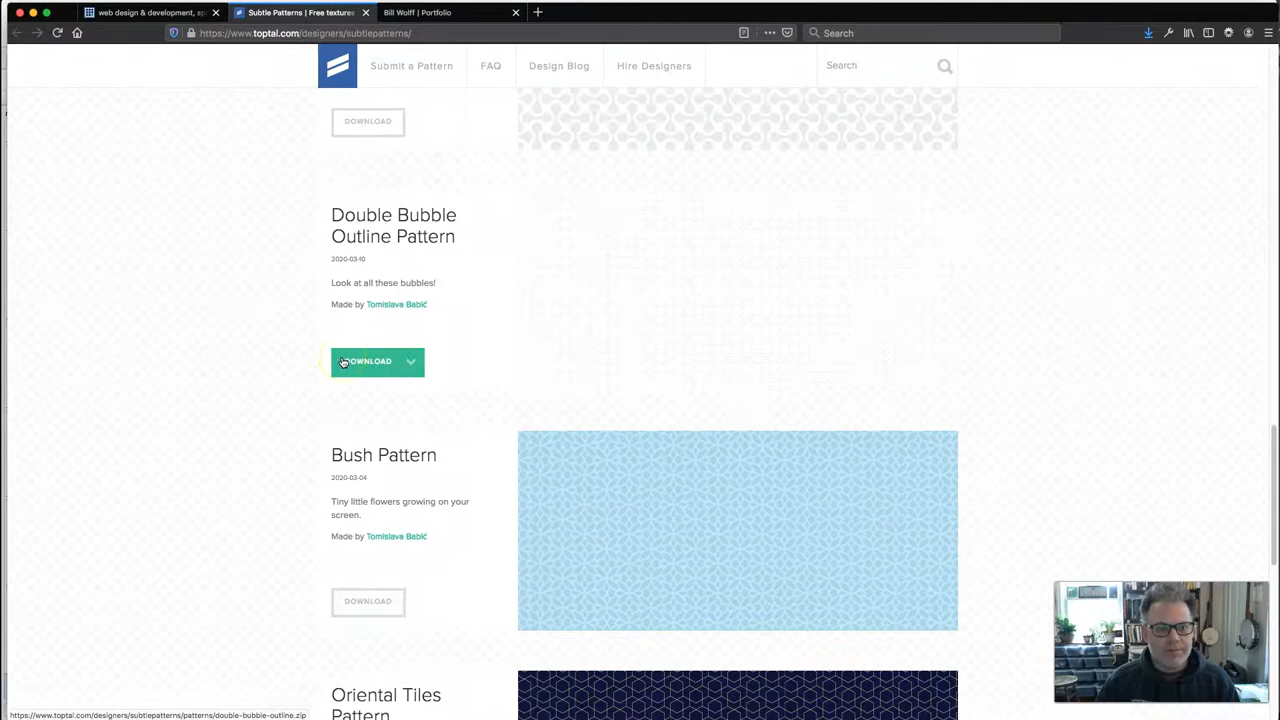 web design & development, sp
Subtle Patterns | Free textures
Bill Wolff | Portfolio
https://www.toptal.com/designers/subtlepatterns/
Search
Submit a Pattern
FAQ
Design Blog
Hire Designers
Search
DOWNLOAD
Double Bubble
Outline Pattern
2020-03-10
Look at all these bubbles!
Made by Tomislava Babić
DOWNLOAD
Bush Pattern
2020-03-04
Tiny little flowers growing on your
screen.
Made by Tomislava Babić
DOWNLOAD
Oriental Tiles
Pattern
https://www.toptal.com/designers/subtlepatterns/patterns/double-bubble-outline.zip